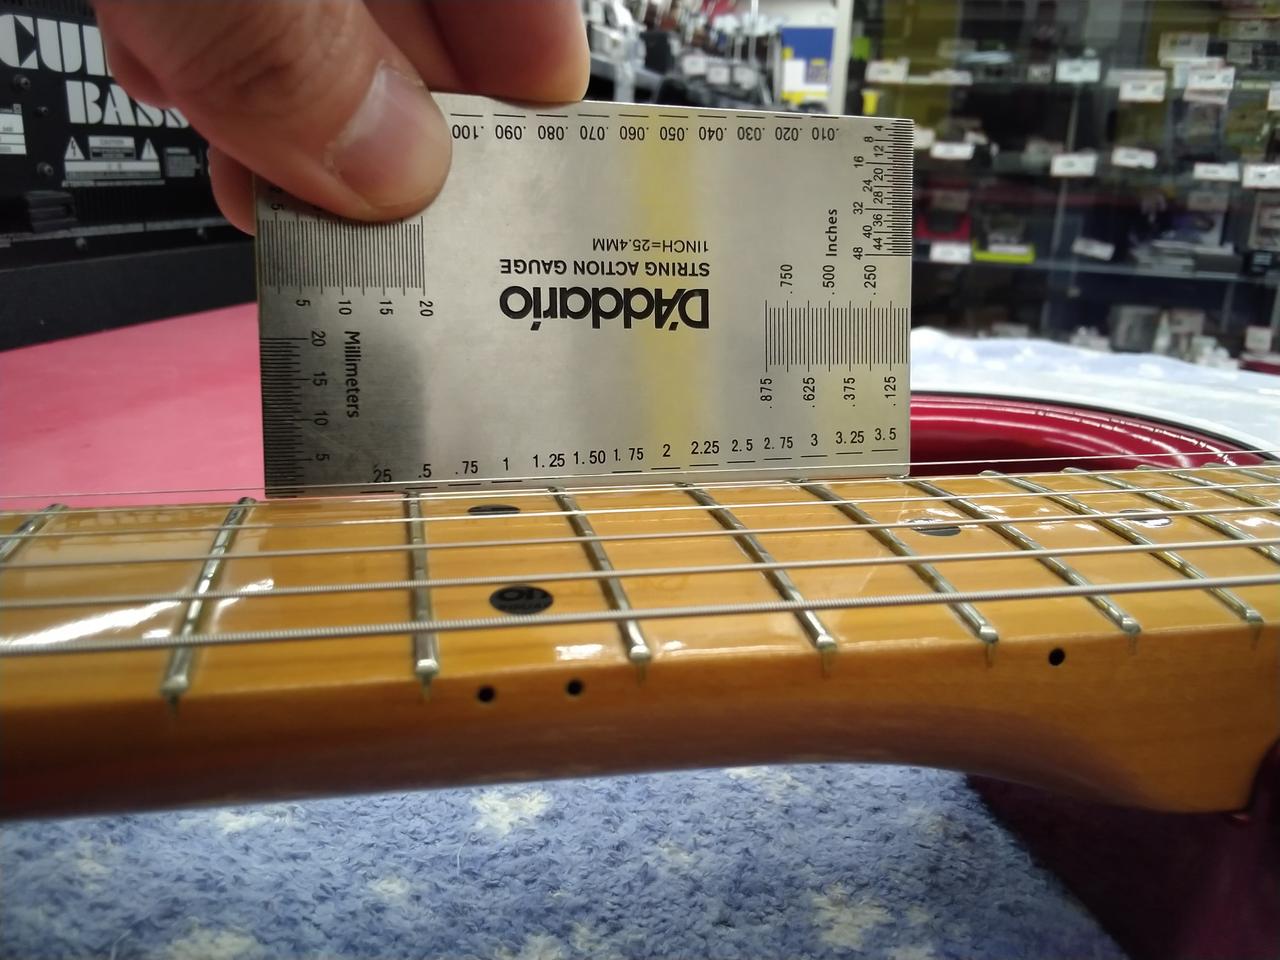 CU
BASS
CAUTION
.100 .090 .080 .070 .060 .050 .040 .030 .020 .010
4
8
12
16
20
24
28
32
36
40
44
48
Inches
1INCH=25.4MM
STRING ACTION GAUGE
D'Addario
.750 .500 .250
.875 .625 .375 .125
5 10 15 20
Millimeters
20
15
10
5
.25 .5 .75 1 1.25 1.50 1.75 2 2.25 2.5 2.75 3 3.25 3.5